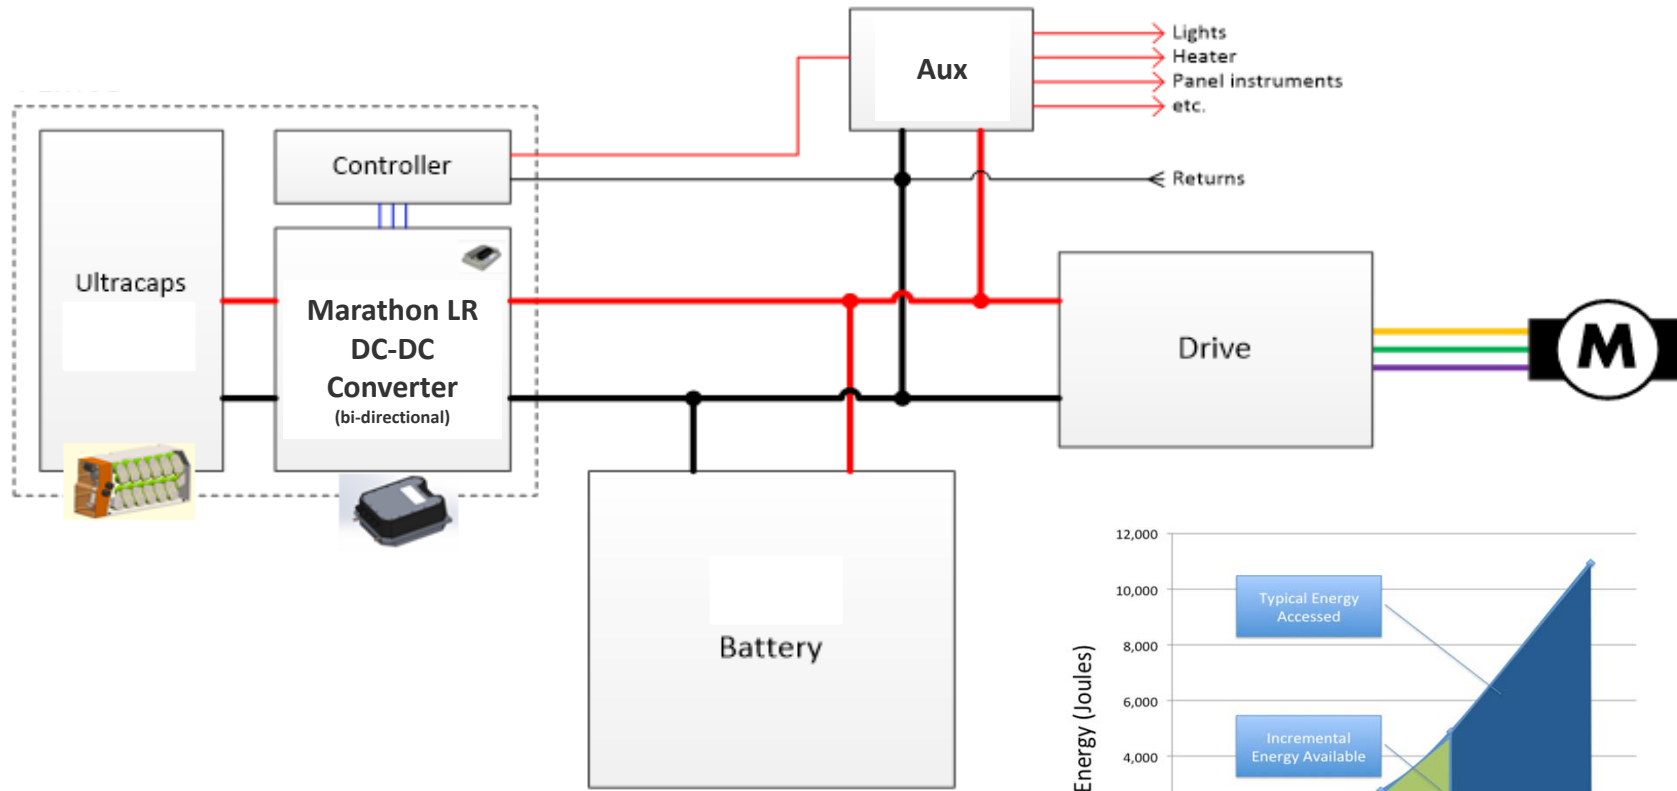 Aux
Lights
Heater
Panel instruments
etc.
Returns
Controller
Ultracaps
Marathon LR
DC-DC
Converter
(bi-directional)
Drive
M
Battery
12,000
10,000
8,000
6,000
4,000
Energy (Joules)
Typical Energy
Accessed
Incremental
Energy Available